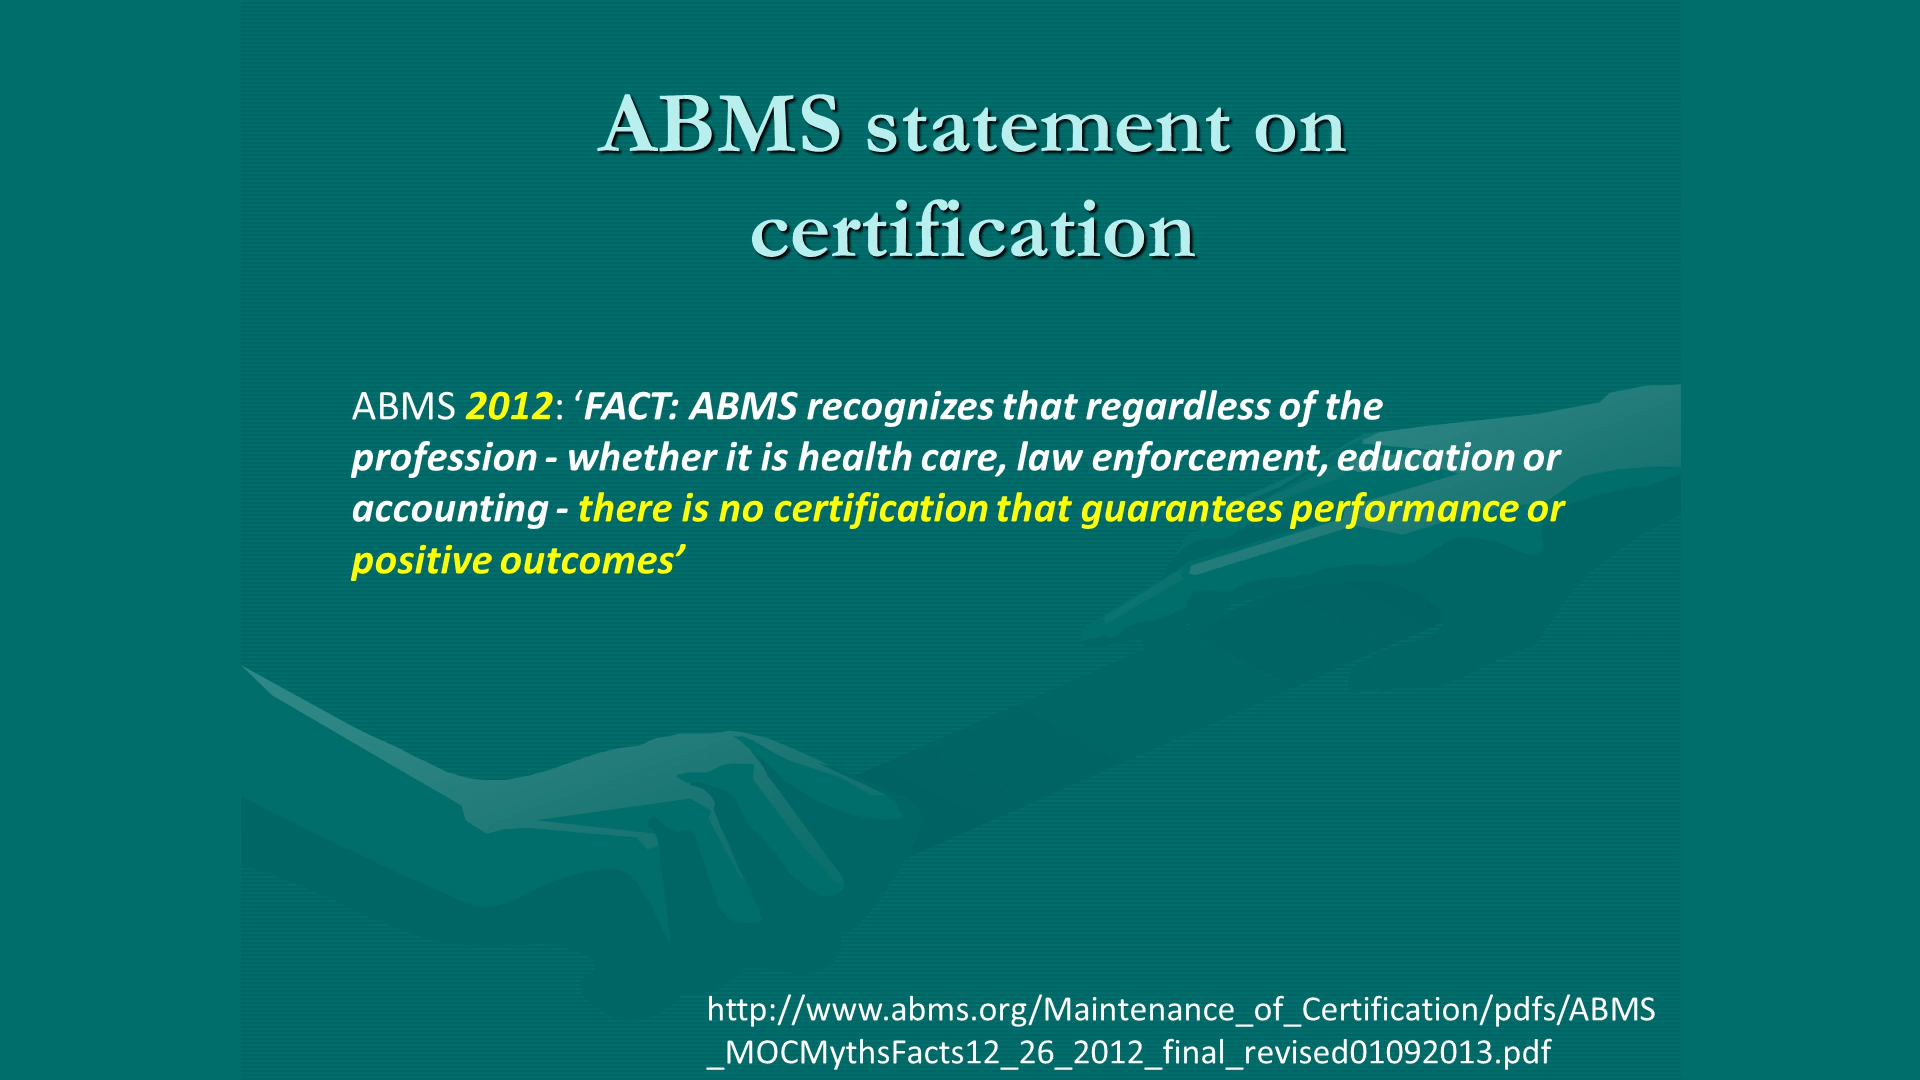 ABMS statement on
certification
ABMS 2012: ‘FACT: ABMS recognizes that regardless of the
profession - whether it is health care, law enforcement, education or
accounting - there is no certification that guarantees performance or
positive outcomes’
http://www.abms.org/Maintenance_of_Certification/pdfs/ABMS
_MOCMythsFacts12_26_2012_final_revised01092013.pdf